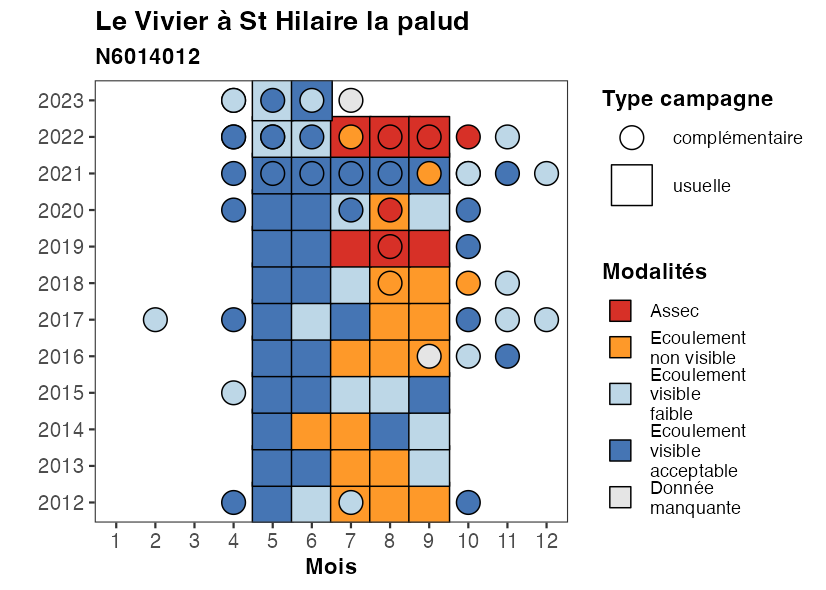 Le Vivier à St Hilaire la palud
N6014012
2023
2022
2021
2020
2019
2018
2017
2016
2015
2014
2013
2012
1 2 3 4 5 6 7 8 9 10 11 12
Mois
Type campagne
complémentaire
usuelle
Modalités
Assec
Ecoulement
non visible
Ecoulement
visible
faible
Ecoulement
visible
acceptable
Donnée
manquante